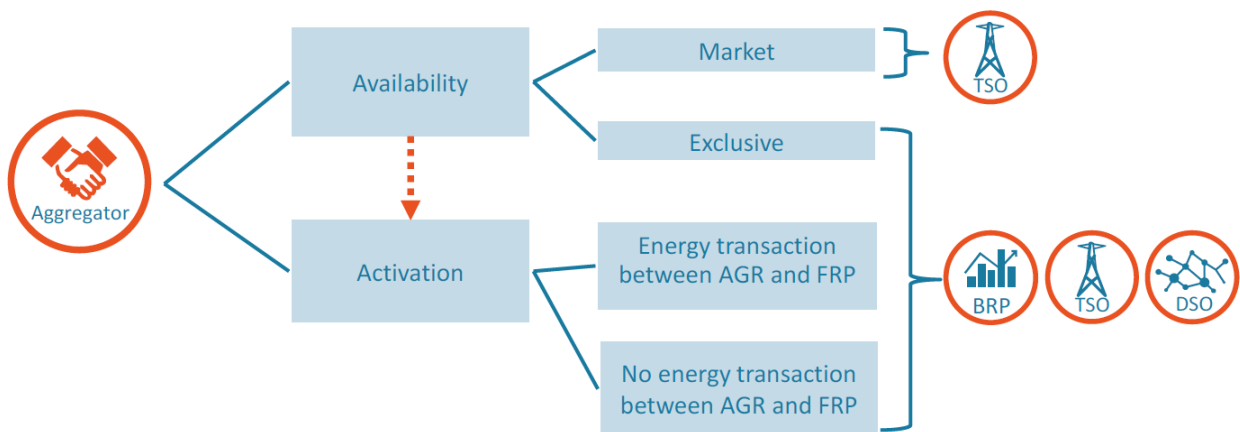 Market
TSO
Availability
Exclusive
Aggregator
Energy transaction
between AGR and FRP
Activation
BRP
TSO
DSO
No energy transaction
between AGR and FRP